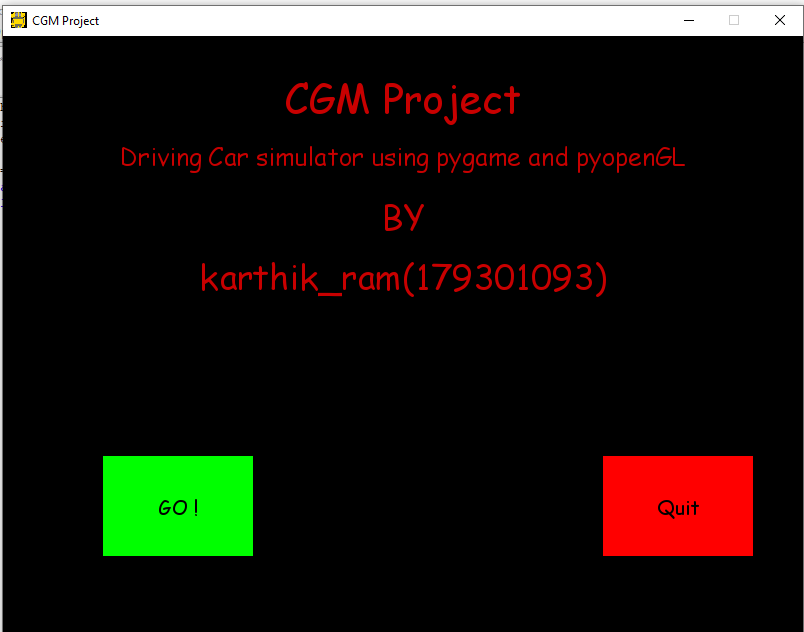 CGM Project
CGM Project
Driving Car simulator using pygame and pyopenGL
BY
karthik_ram(179301093)
GO !
Quit